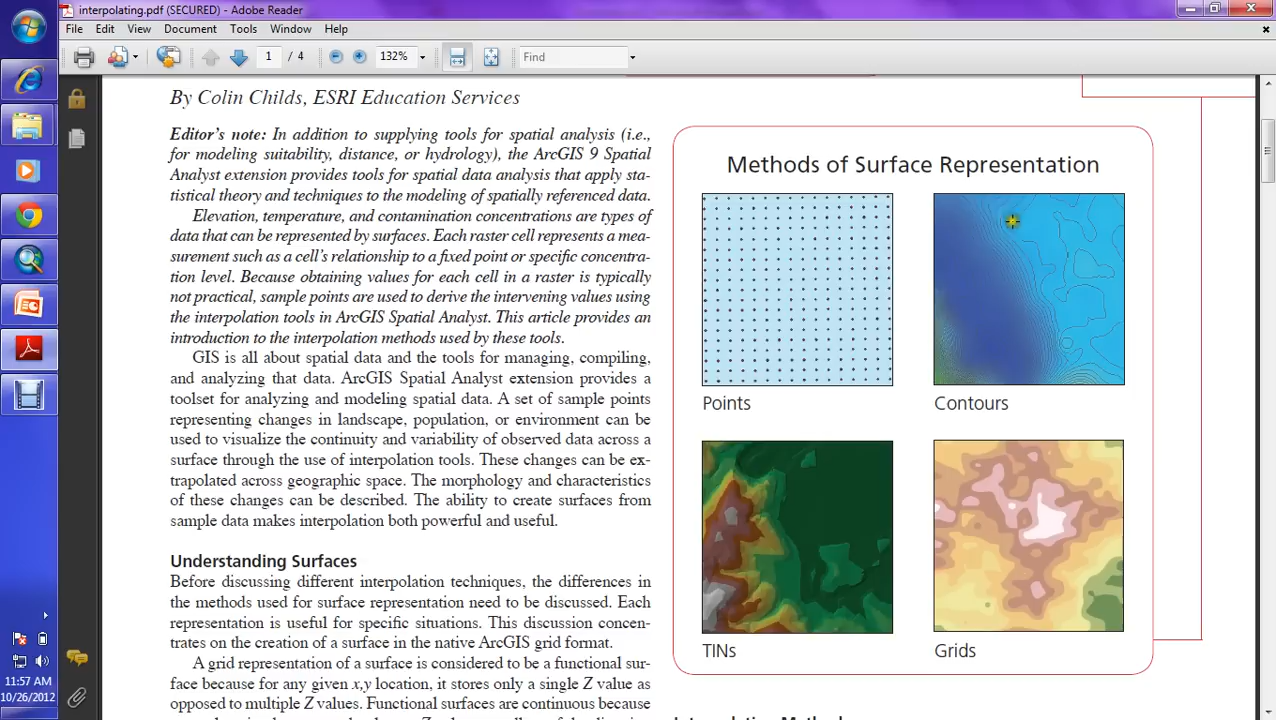 interpolating.pdf (SECURED) - Adobe Reader
File Edit View Document Tools Window Help
1 / 4 132% Find
By Colin Childs, ESRI Education Services
Editor's note: In addition to supplying tools for spatial analysis (i.e.,
for modeling suitability, distance, or hydrology), the ArcGIS 9 Spatial
Analyst extension provides tools for spatial data analysis that apply sta-
tistical theory and techniques to the modeling of spatially referenced data.
Elevation, temperature, and contamination concentrations are types of
data that can be represented by surfaces. Each raster cell represents a mea-
surement such as a cell's relationship to a fixed point or specific concentra-
tion level. Because obtaining values for each cell in a raster is typically
not practical, sample points are used to derive the intervening values using
the interpolation tools in ArcGIS Spatial Analyst. This article provides an
introduction to the interpolation methods used by these tools.
GIS is all about spatial data and the tools for managing, compiling,
and analyzing that data. ArcGIS Spatial Analyst extension provides a
toolset for analyzing and modeling spatial data. A set of sample points
representing changes in landscape, population, or environment can be
used to visualize the continuity and variability of observed data across a
surface through the use of interpolation tools. These changes can be ex-
trapolated across geographic space. The morphology and characteristics
of these changes can be described. The ability to create surfaces from
sample data makes interpolation both powerful and useful.
Understanding Surfaces
Before discussing different interpolation techniques, the differences in
the methods used for surface representation need to be discussed. Each
representation is useful for specific situations. This discussion concen-
trates on the creation of a surface in the native ArcGIS grid format.
A grid representation of a surface is considered to be a functional sur-
face because for any given x,y location, it stores only a single Z value as
opposed to multiple Z values. Functional surfaces are continuous because
Methods of Surface Representation
Points
Contours
TINs
Grids
11:57 AM
10/26/2012